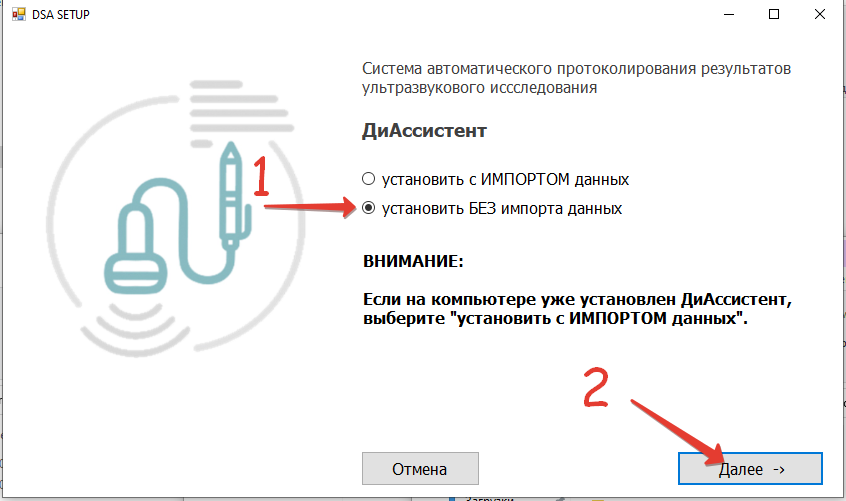 DSA SETUP
Система автоматического протоколирования результатов
ультразвукового иссследования
ДиАссистент
установить с ИМПОРТОМ данных
1
установить БЕЗ импорта данных
ВНИМАНИЕ:
Если на компьютере уже установлен ДиАссистент,
выберите "установить с ИМПОРТОМ данных".
2
Отмена
Далее ->